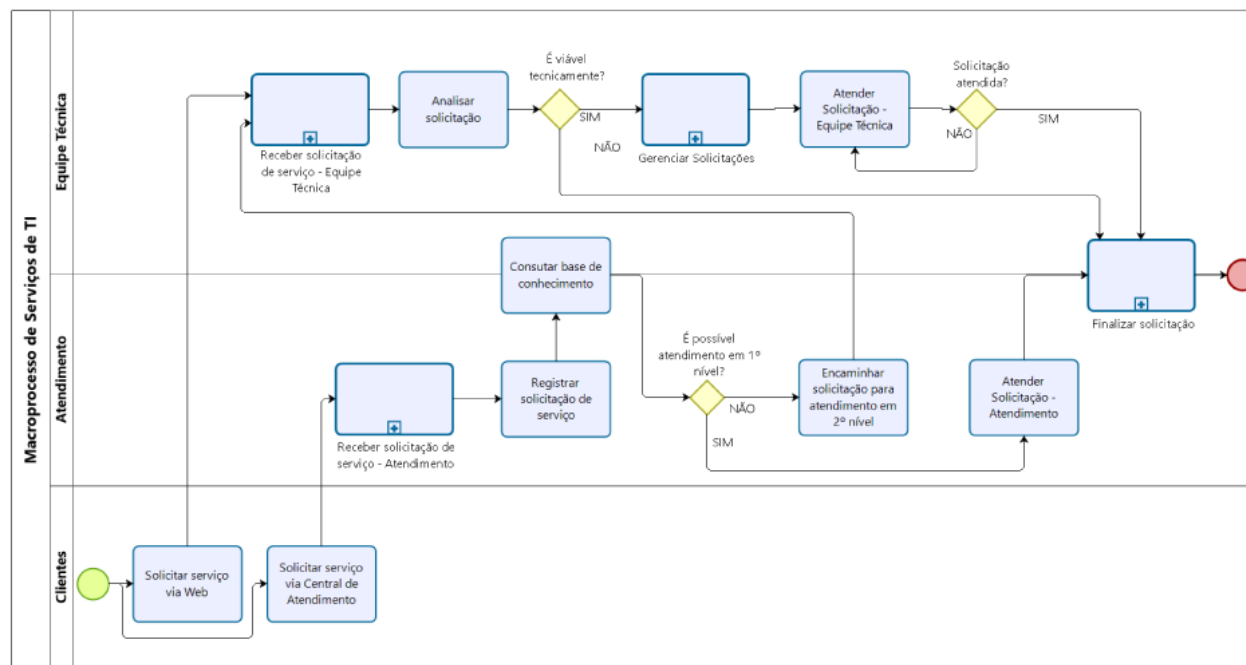 Macroprocesso de Serviços de TI
Equipe Técnica
Receber solicitação
de serviço - Equipe
Técnica
Analisar
solicitação
É viável
tecnicamente?
SIM
NÃO
Gerenciar Solicitações
Atender
Solicitação -
Equipe Técnica
Solicitação
atendida?
NÃO
SIM
Atendimento
Receber solicitação de
serviço - Atendimento
Registrar
solicitação de
serviço
Consutar base de
conhecimento
É possível
atendimento em 1º
nível?
NÃO
SIM
Encaminhar
solicitação para
atendimento em
2º nível
Atender
Solicitação -
Atendimento
Finalizar solicitação
Clientes
Solicitar serviço
via Web
Solicitar serviço
via Central de
Atendimento